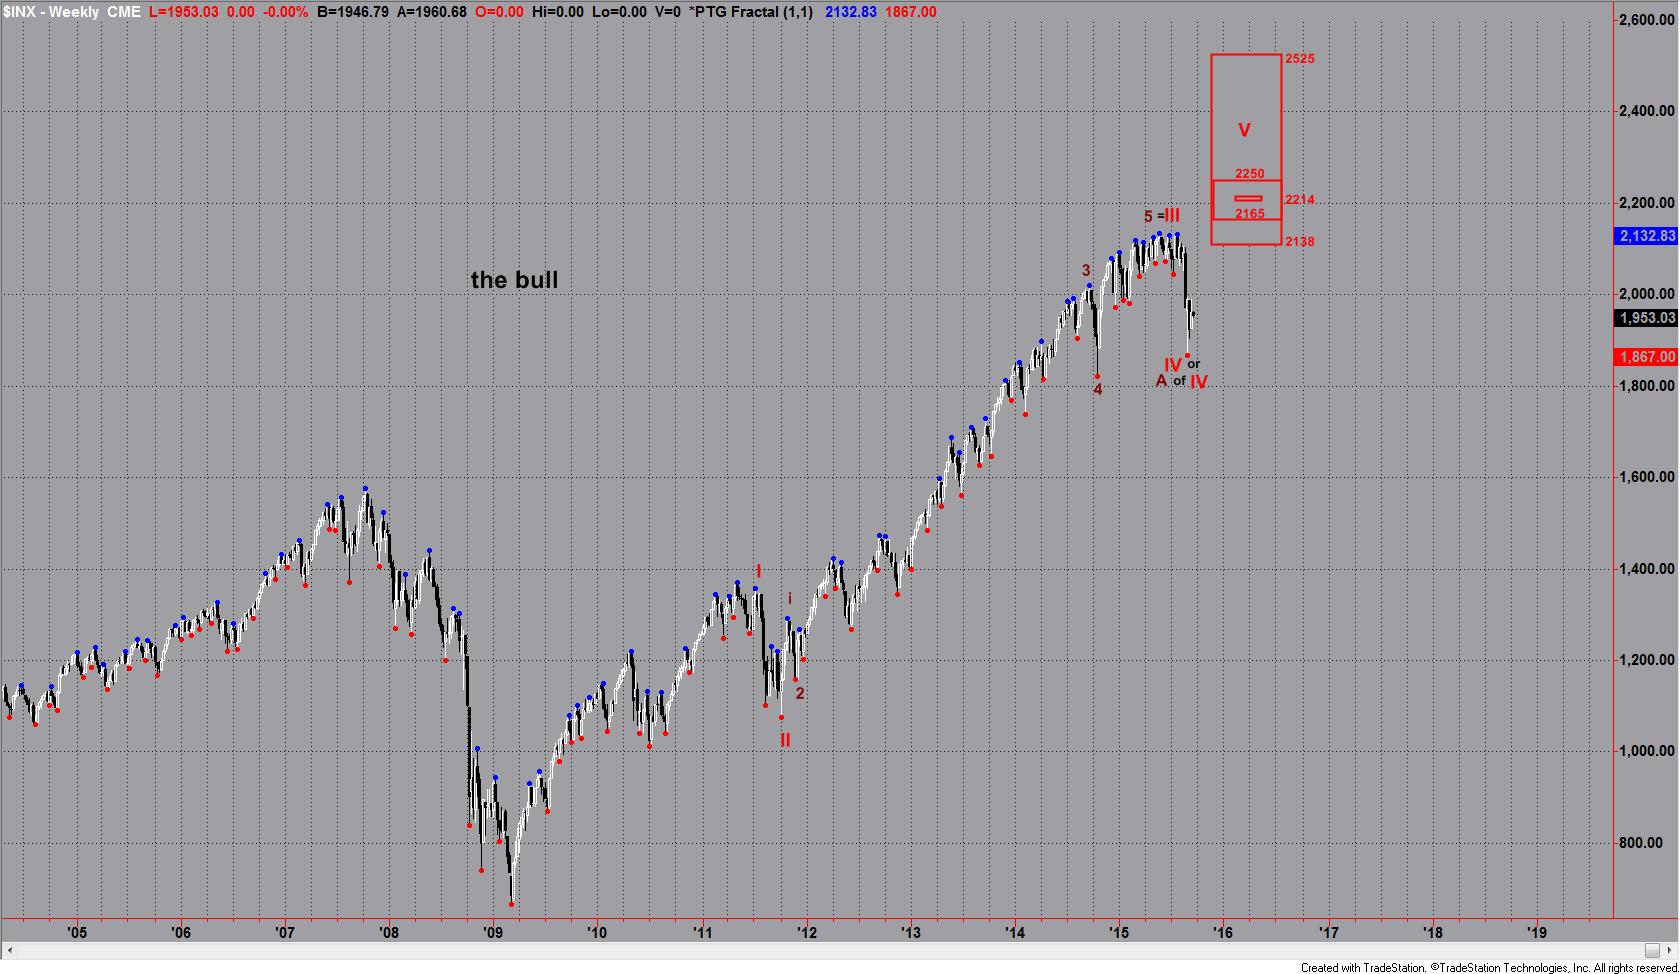 $INX - Weekly CME L=1953.03 0.00 -0.00% B=1946.79 A=1960.68 O=0.00 Hi=0.00 Lo=0.00 V=0 *PTG Fractal (1,1) 2132.83 1867.00
2,600.00
2525
2,400.00
V
2250
2,200.00
2214
2165
5 =III
2,132.83
2138
3
the bull
2,000.00
1,953.03
1,867.00
IV or
A of IV
1,800.00
4
1,600.00
I
1,400.00
i
1,200.00
2
II
1,000.00
800.00
'05 '06 '07 '08 '09 '10 '11 '12 '13 '14 '15 '16 '17 '18 '19
Created with TradeStation. ©TradeStation Technologies, Inc. All rights reserved.